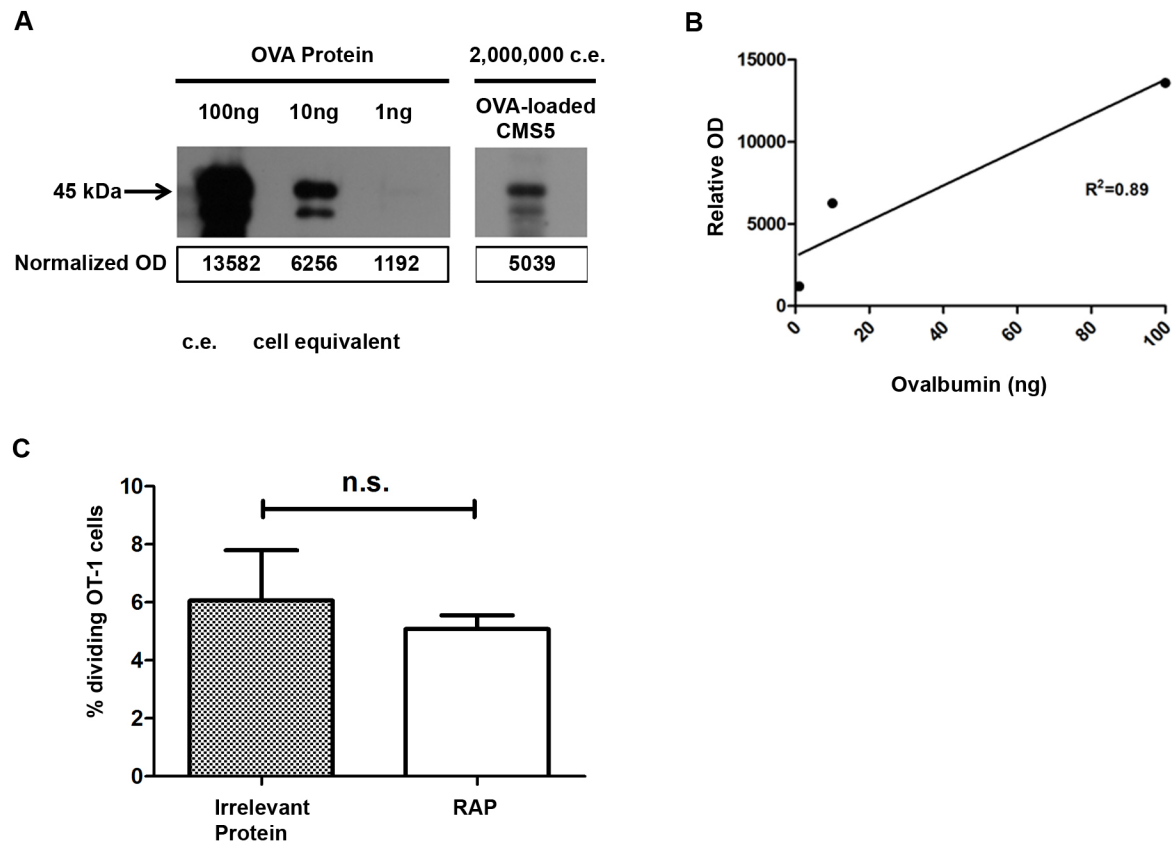 A
OVA Protein
2,000,000 c.e.
100ng 10ng 1ng
OVA-loaded
CMS5
45 kDa
Normalized OD 13582 6256 1192 5039
c.e. cell equivalent
B
15000
10000
5000
0
Relative OD
R²=0.89
0 20 40 60 80 100
Ovalbumin (ng)
C
n.s.
10
8
6
4
2
0
% dividing OT-1 cells
Irrelevant
Protein
RAP